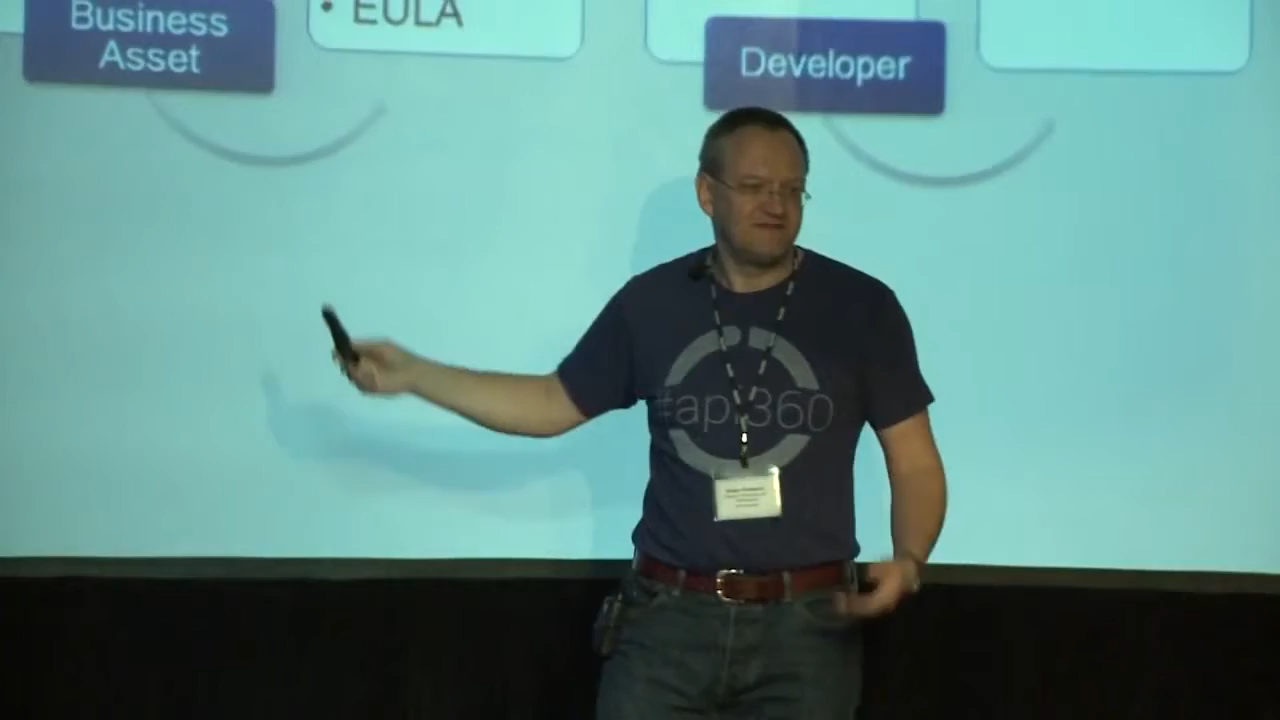 Business
Asset
• EULA
Developer
#api360